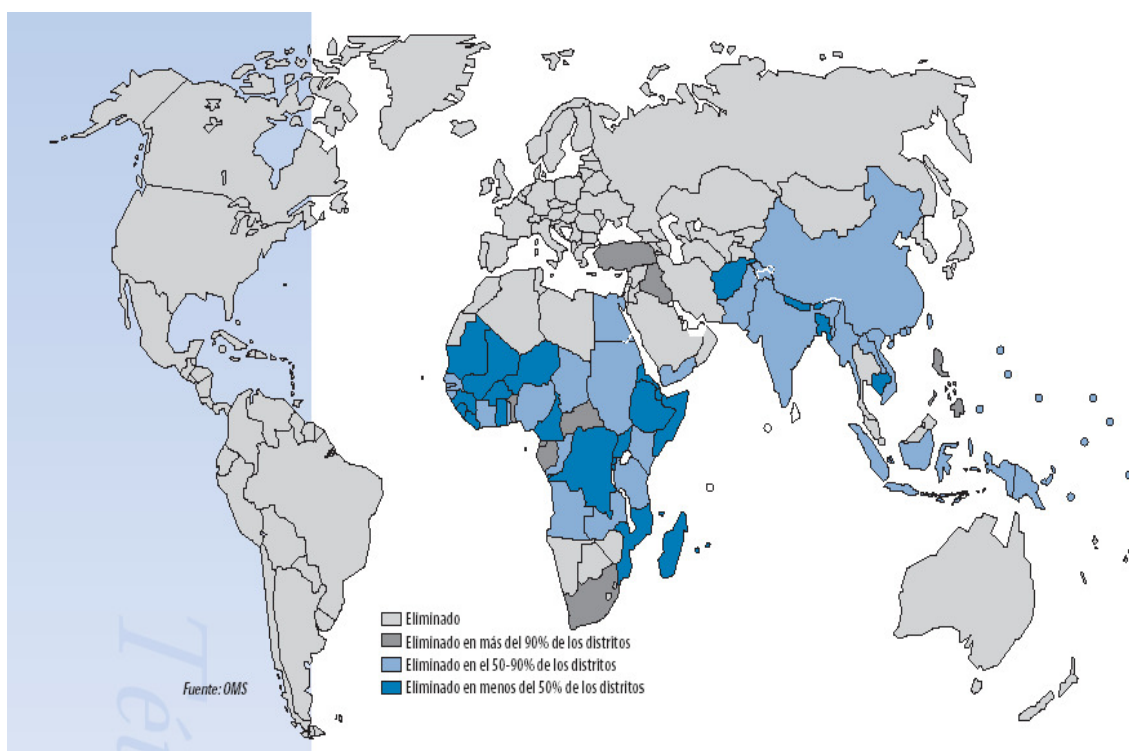 Eliminado
Eliminado en más del 90% de los distritos
Eliminado en el 50-90% de los distritos
Eliminado en menos del 50% de los distritos
Fuente: OMS
Té